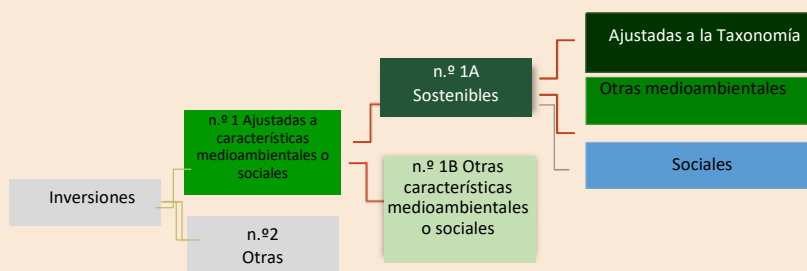 Inversiones
n.º 1 Ajustadas a
características
medioambientales o
sociales
n.º2
Otras
n.º 1A
Sostenibles
n.º 1B Otras
características
medioambientales
o sociales
Ajustadas a la Taxonomía
Otras medioambientales
Sociales